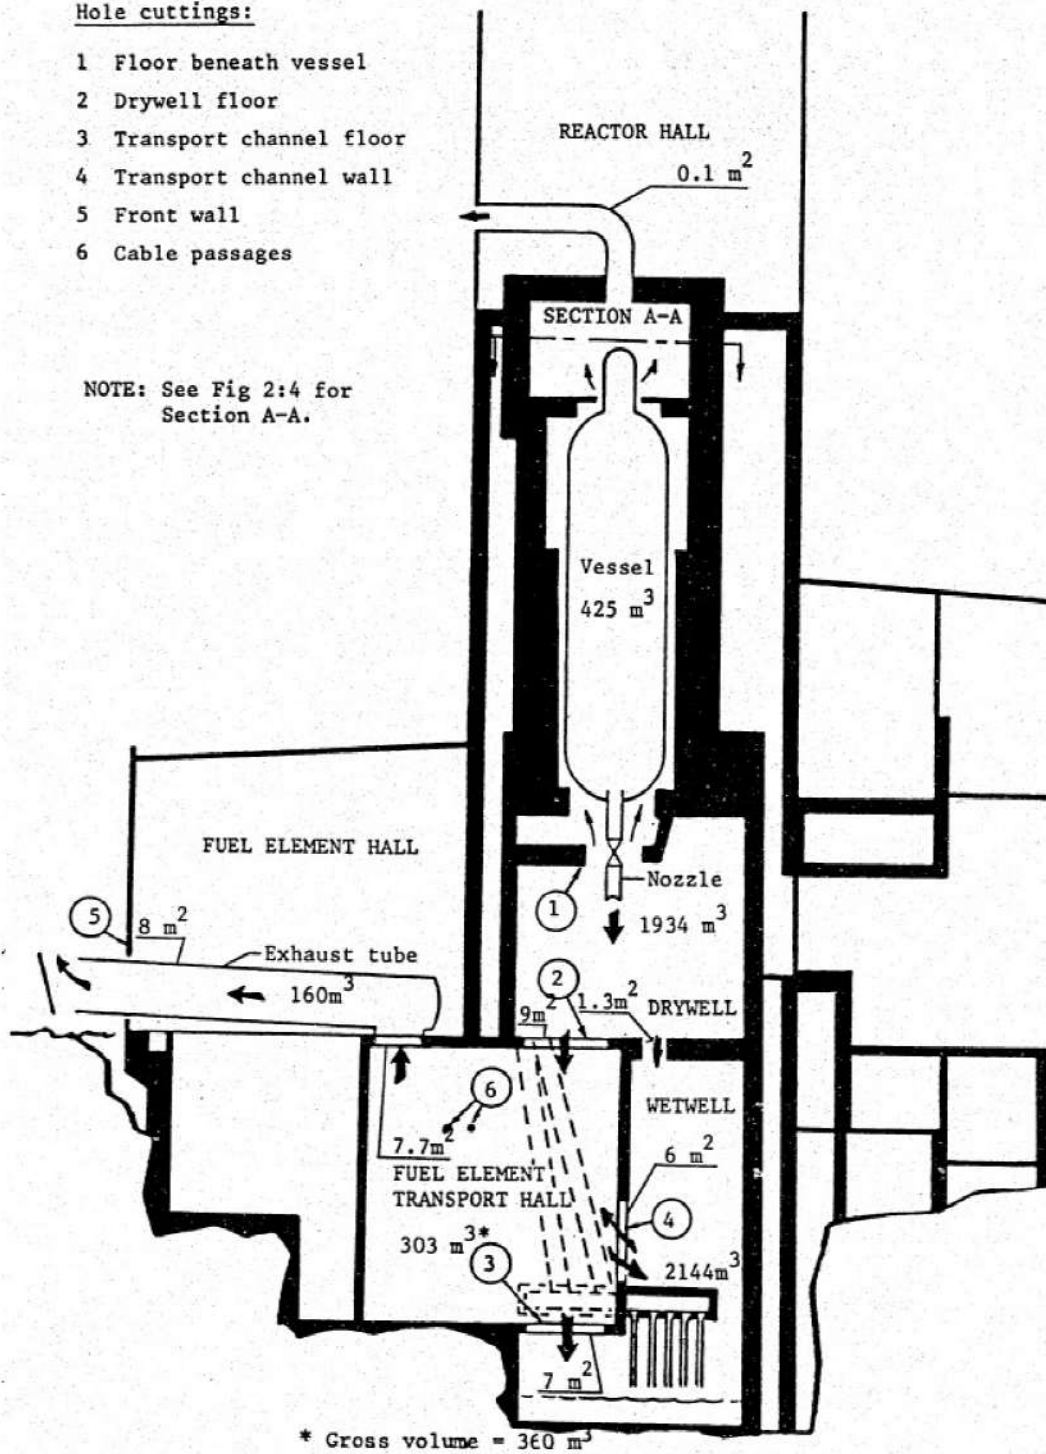 Hole cuttings:
1 Floor beneath vessel
2 Drywell floor
3 Transport channel floor
4 Transport channel wall
5 Front wall
6 Cable passages
NOTE: See Fig 2:4 for
Section A-A.
REACTOR HALL
0.1 m²
SECTION A-A
Vessel
425 m³
FUEL ELEMENT HALL
Nozzle
1
1934 m³
5
8 m²
Exhaust tube
160m³
2
9m²
1.3m²
DRYWELL
6
WETWELL
7.7m²
6 m²
FUEL ELEMENT
TRANSPORT HALL
4
303 m³*
3
2144m³
7 m²
* Gross volume = 360 m³